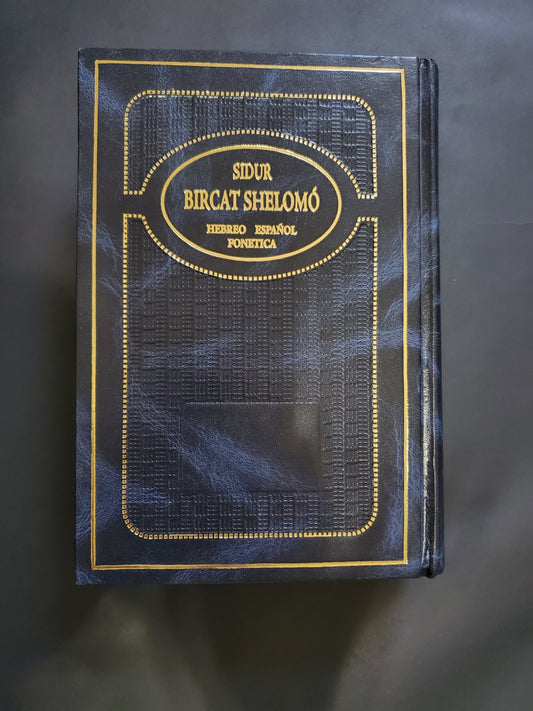 SIDUR
BIRCAT SHELOMÓ
HEBREO ESPAÑOL
FONETICA